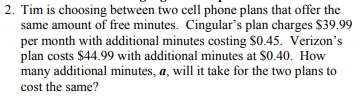 2. Tim is choosing between two cell phone plans that offer the
same amount of free minutes. Cingular's plan charges $39.99
per month with additional minutes costing $0.45. Verizon's
plan costs $44.99 with additional minutes at $0.40. How
many additional minutes, a, will it take for the two plans to
cost the same?